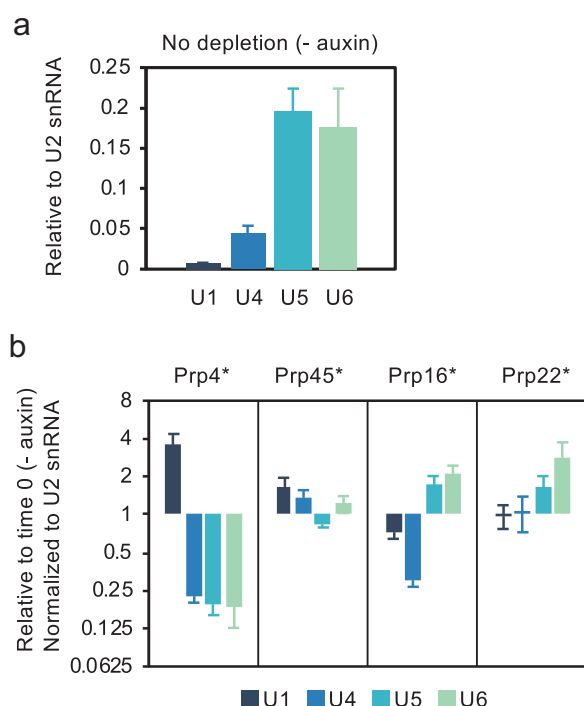 a
No depletion (- auxin)
Relative to U2 snRNA
0.25
0.2
0.15
0.1
0.05
0
U1 U4 U5 U6
b
Prp4* Prp45* Prp16* Prp22*
Relative to time 0 (- auxin)
Normalized to U2 snRNA
8
4
2
1
0.5
0.25
0.125
0.0625
U1 U4 U5 U6